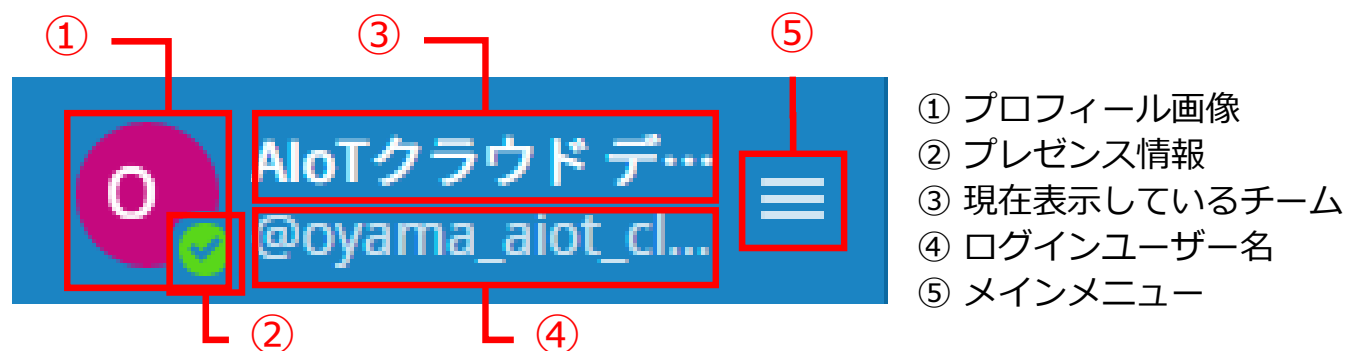 ① ③ ⑤
O
AIoTクラウド デ…
@oyama_aiot_cl...
② ④
① プロフィール画像
② プレゼンス情報
③ 現在表示しているチーム
④ ログインユーザー名
⑤ メインメニュー